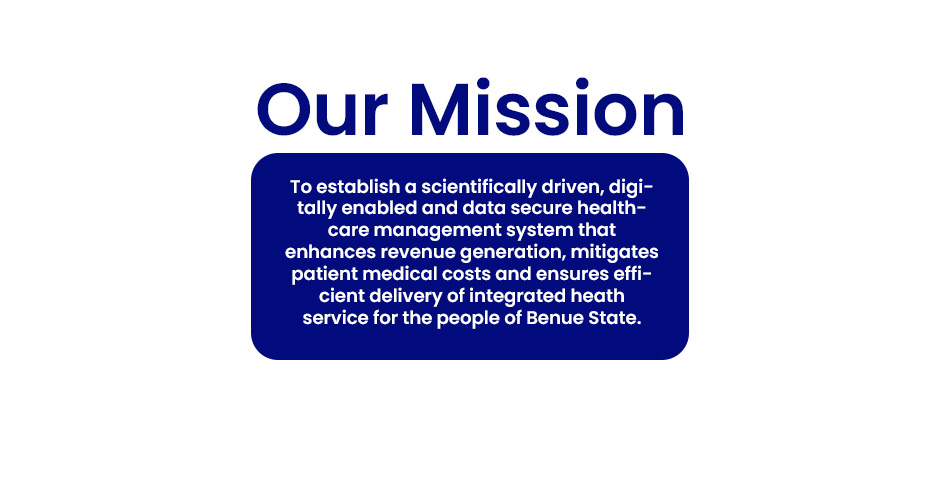 Our Mission
To establish a scientifically driven, digi-
tally enabled and data secure health-
care management system that
enhances revenue generation, mitigates
patient medical costs and ensures effi-
cient delivery of integrated heath
service for the people of Benue State.